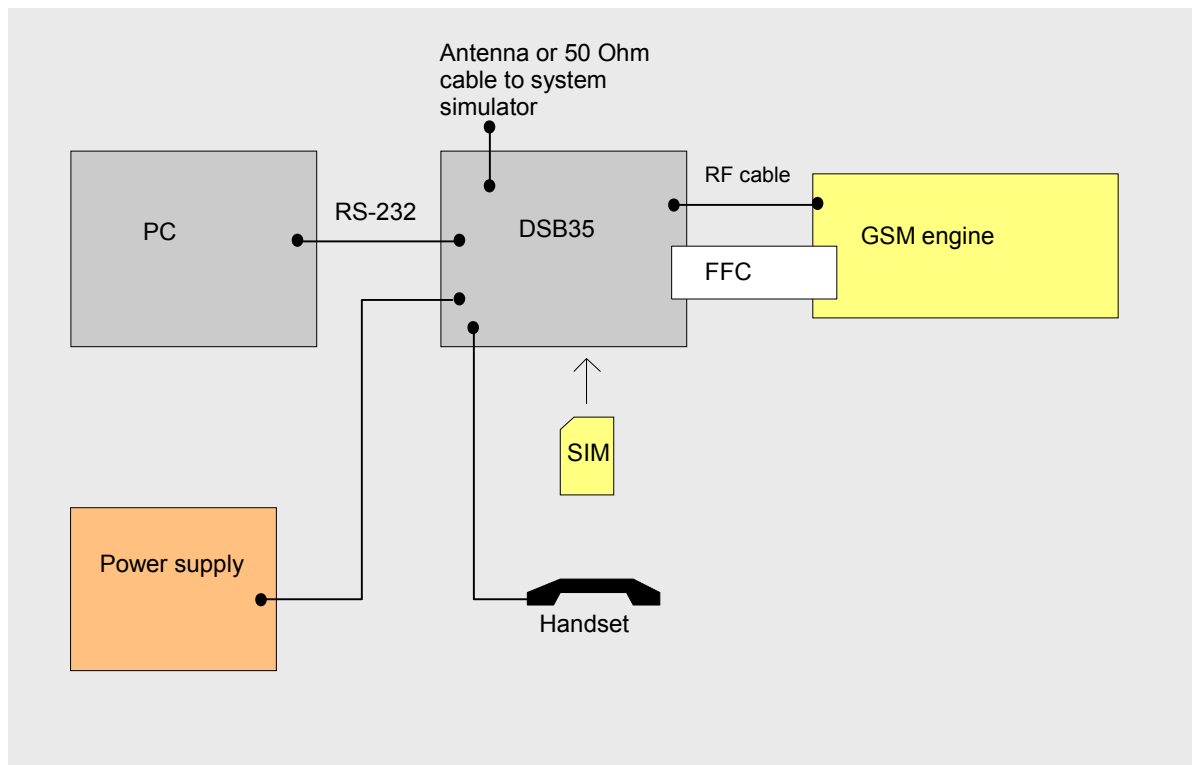 Antenna or 50 Ohm
cable to system
simulator
PC
RS-232
DSB35
RF cable
GSM engine
FFC
SIM
Power supply
Handset